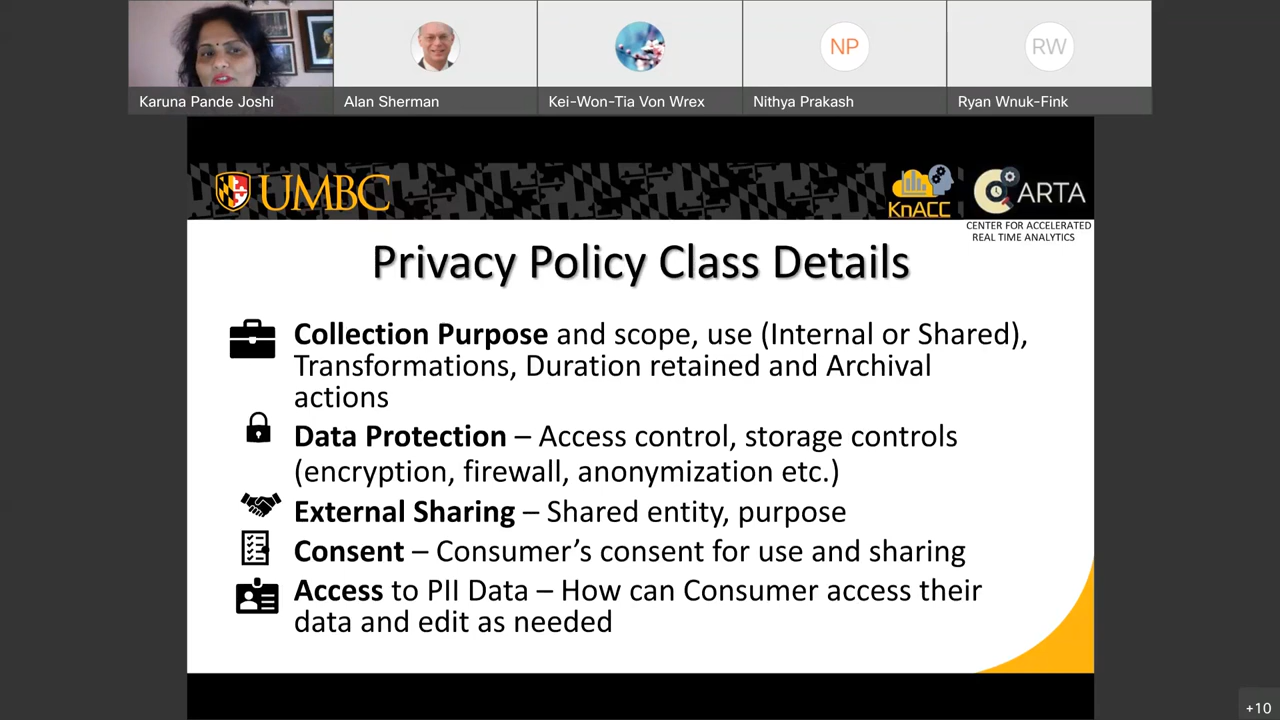 Karuna Pande Joshi
Alan Sherman
Kei-Won-Tia Von Wrex
NP
Nithya Prakash
RW
Ryan Wnuk-Fink
UMBC
KnACC
CARTA
CENTER FOR ACCELERATED
REAL TIME ANALYTICS
Privacy Policy Class Details
Collection Purpose and scope, use (Internal or Shared),
Transformations, Duration retained and Archival
actions
Data Protection – Access control, storage controls
(encryption, firewall, anonymization etc.)
External Sharing – Shared entity, purpose
Consent – Consumer’s consent for use and sharing
Access to PII Data – How can Consumer access their
data and edit as needed
+10